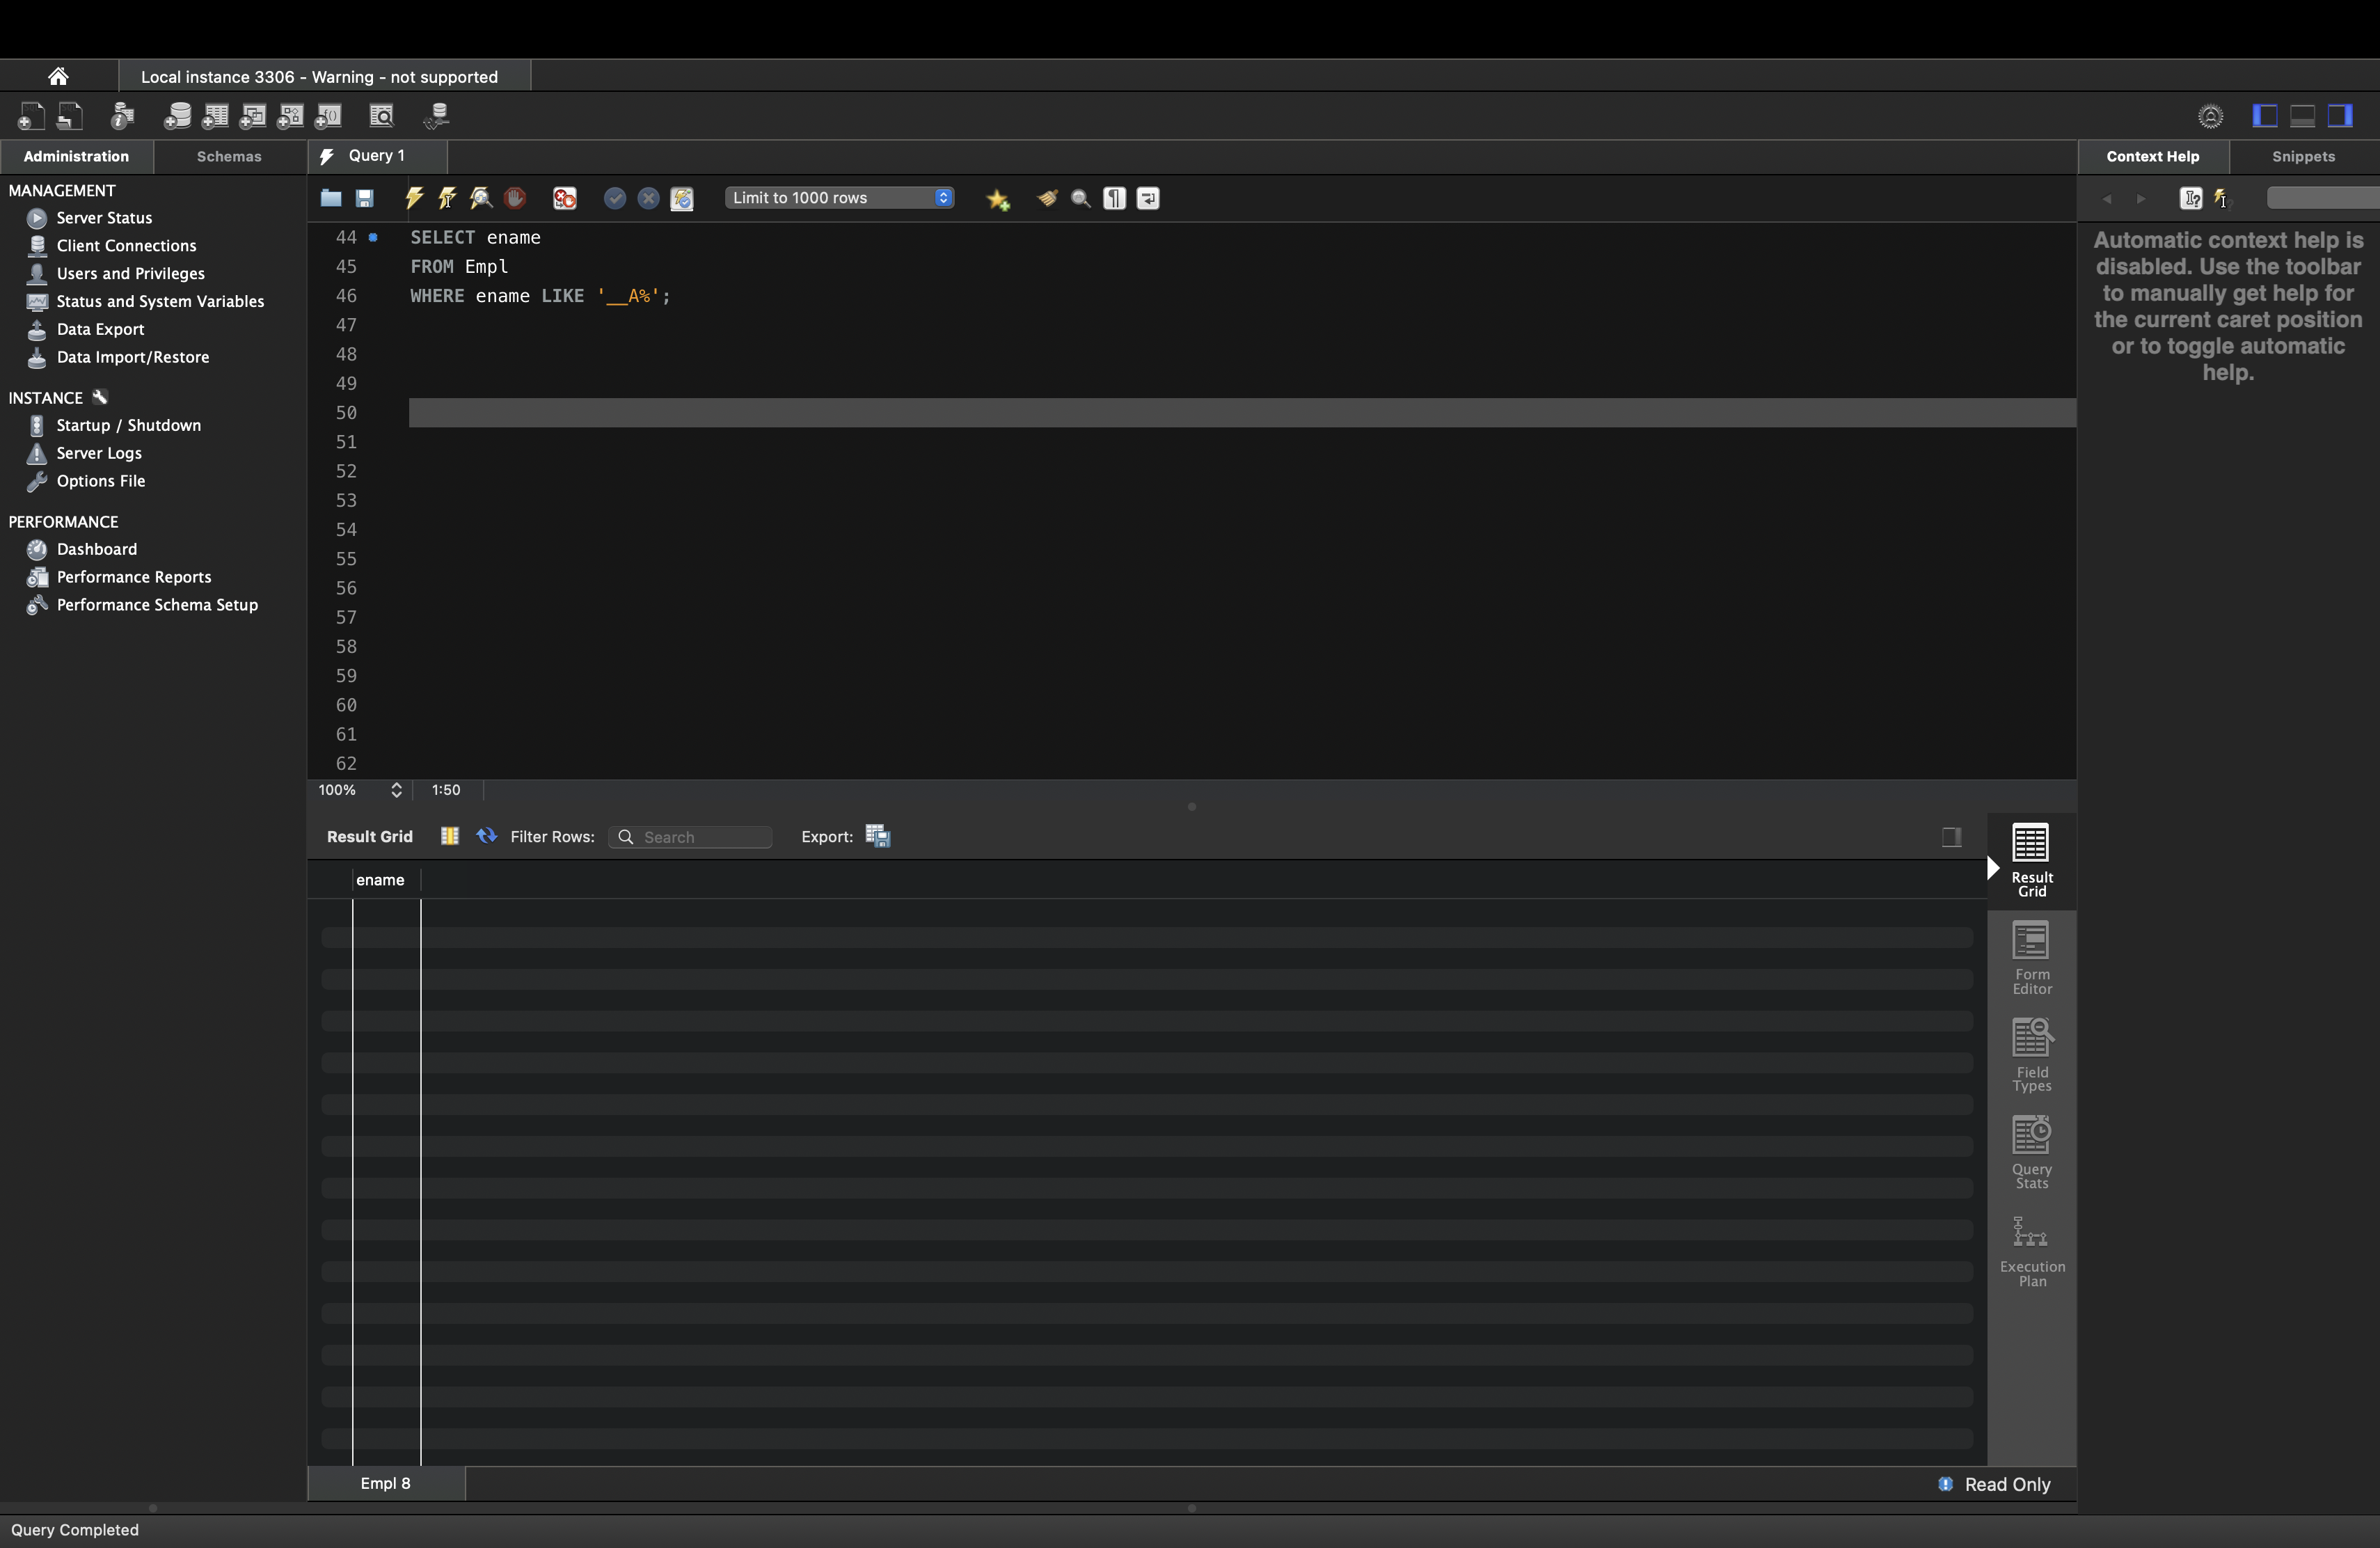 Local instance 3306 - Warning - not supported
Administration
Schemas
Query 1
Context Help
Snippets
MANAGEMENT
Server Status
Client Connections
Users and Privileges
Status and System Variables
Data Export
Data Import/Restore
INSTANCE
Startup / Shutdown
Server Logs
Options File
PERFORMANCE
Dashboard
Performance Reports
Performance Schema Setup
Limit to 1000 rows
44 SELECT ename
45 FROM Empl
46 WHERE ename LIKE '__A%';
47
48
49
50
51
52
53
54
55
56
57
58
59
60
61
62
100%
1:50
Automatic context help is
disabled. Use the toolbar
to manually get help for
the current caret position
or to toggle automatic
help.
Result Grid
Filter Rows:
Search
Export:
ename
Result
Grid
Form
Editor
Field
Types
Query
Stats
Execution
Plan
Empl 8
Read Only
Query Completed